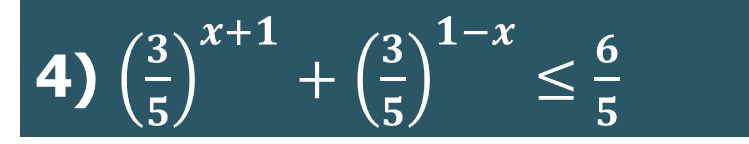 4) (3/5)^{x+1} + (3/5)^{1−x} ≤ 6/5